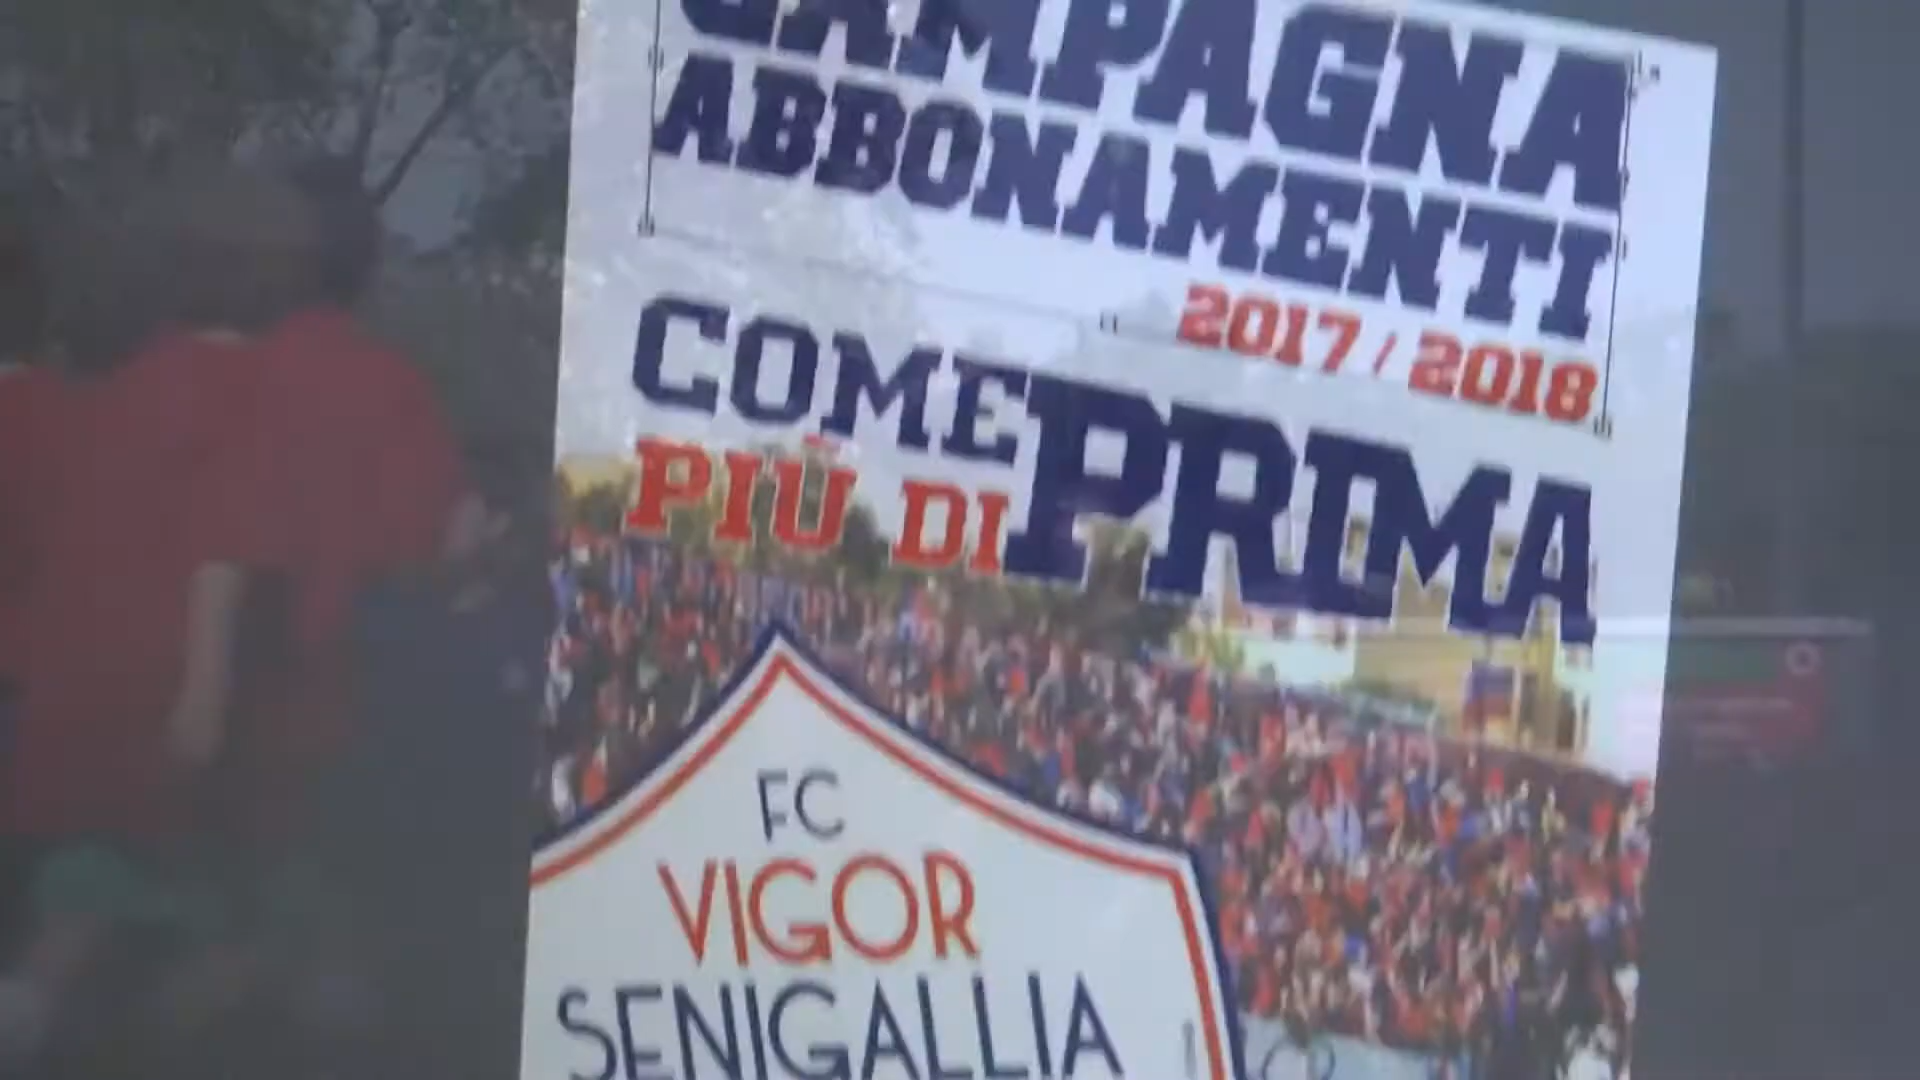 CAMPAGNA
ABBONAMENTI
2017 / 2018
COME PRIMA
PIÙ DI
FC
VIGOR
SENIGALLIA